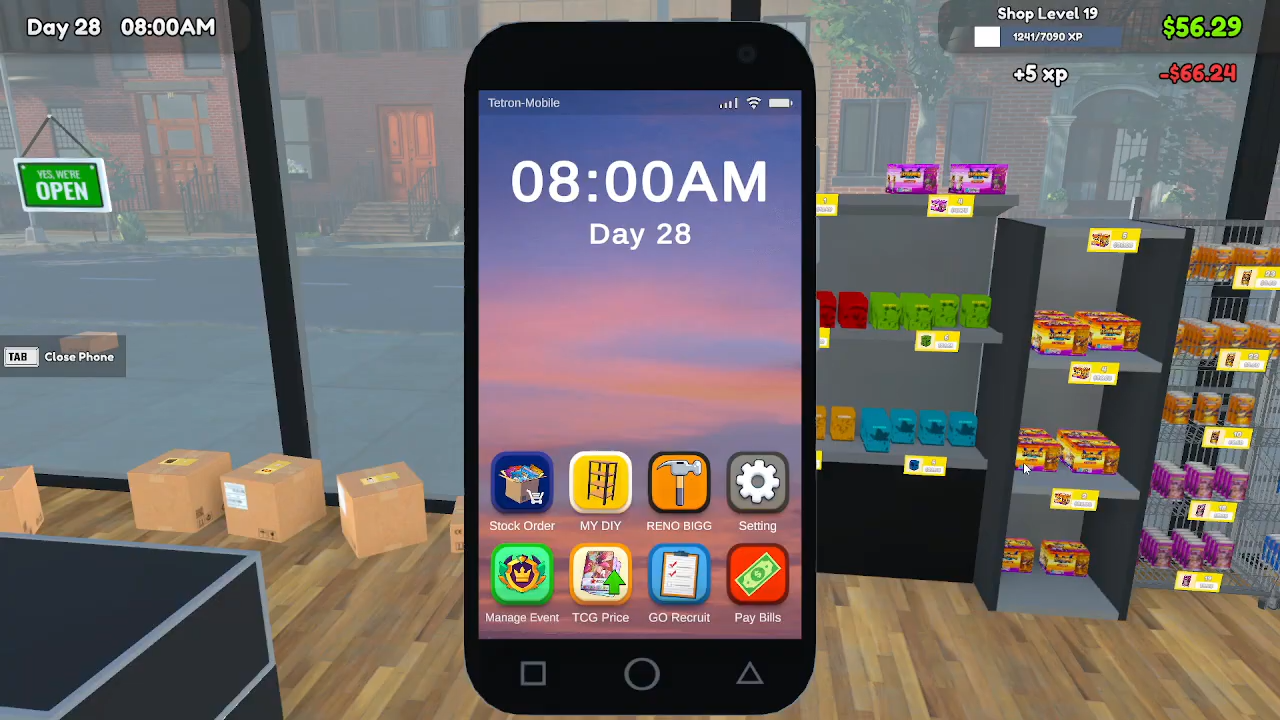 Day 28 08:00AM
Shop Level 19
1241/7090 XP
$56.29
+5 xp
-$66.24
YES, WE'RE
OPEN
TAB Close Phone
Tetron-Mobile
08:00AM
Day 28
Stock Order
MY DIY
RENO BIGG
Setting
Manage Event
TCG Price
GO Recruit
Pay Bills